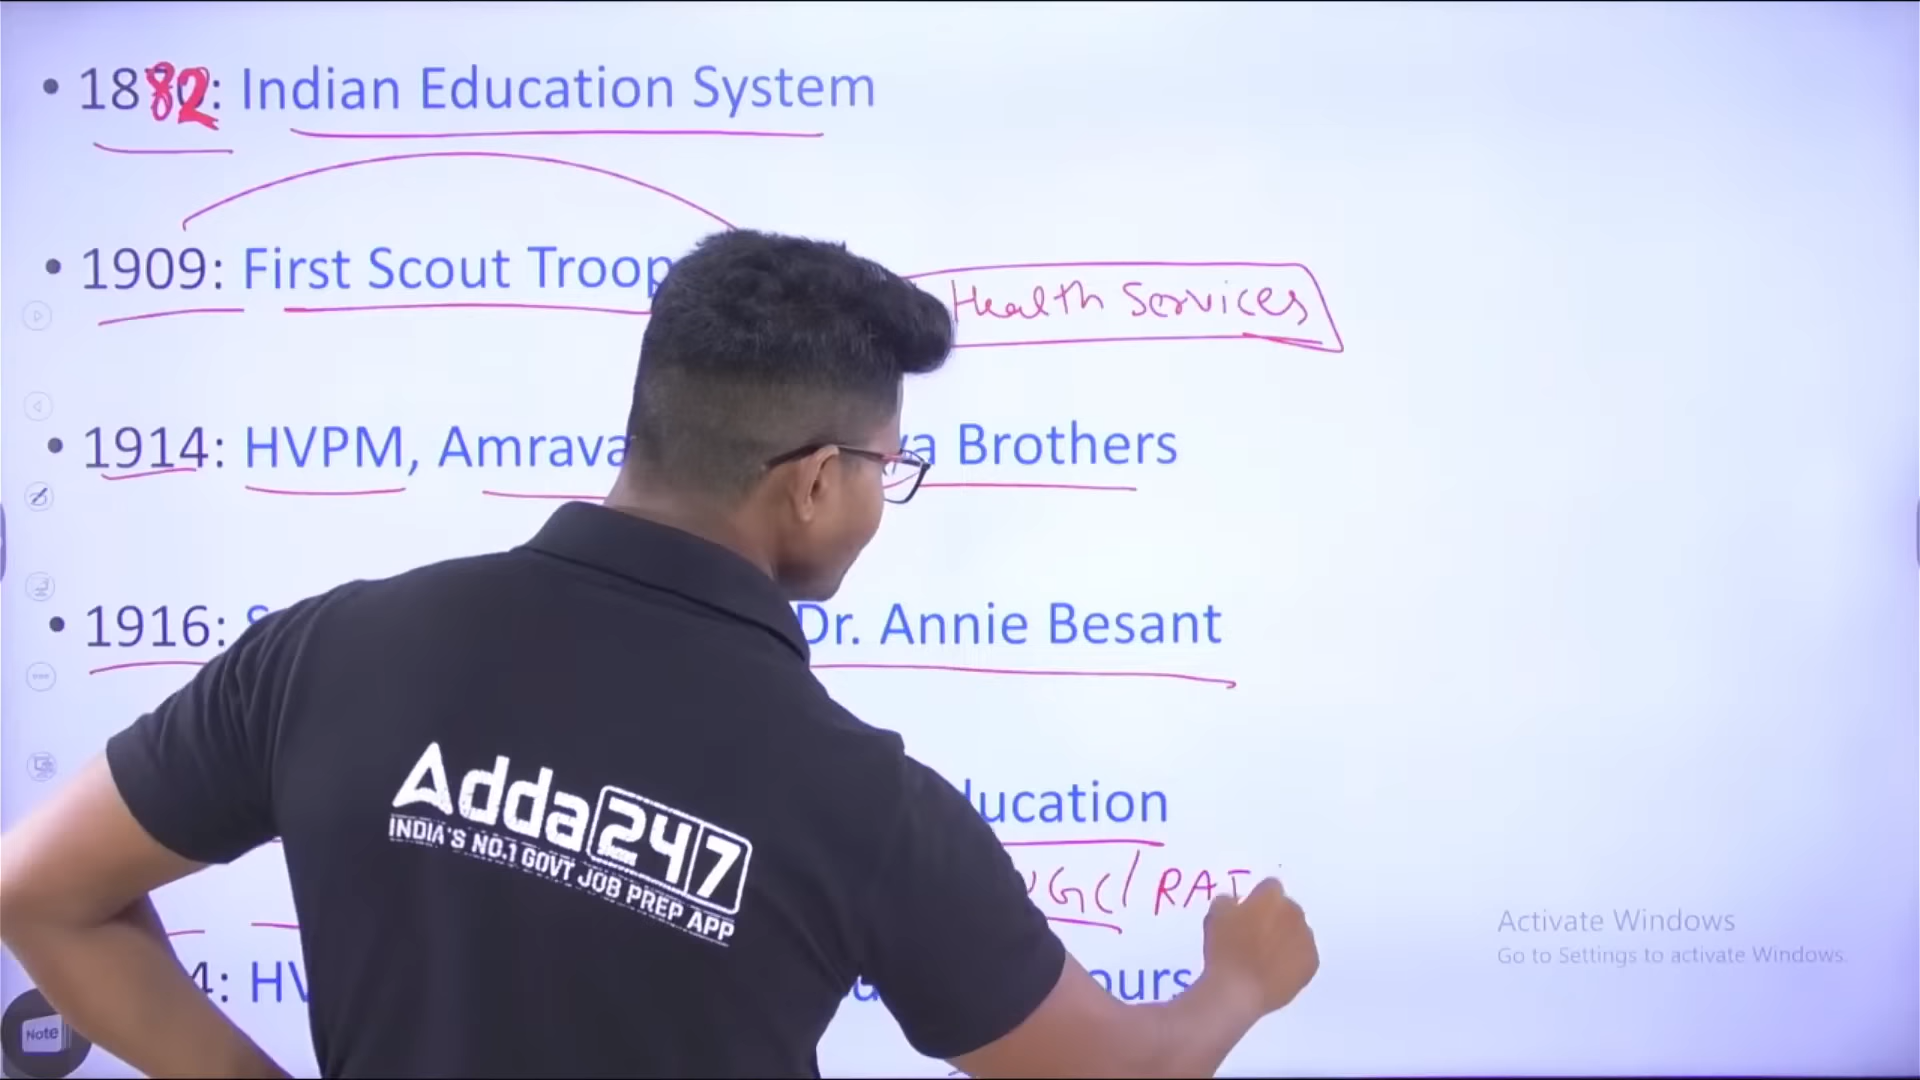 • 1882: Indian Education System
• 1909: First Scout Troop
Health Services
• 1914: HVPM, Amrava Brothers
• 1916: Dr. Annie Besant
ucation
UGC/ RAI
4: HV ours
Adda247
INDIA'S NO.1 GOVT JOB PREP APP
Activate Windows
Go to Settings to activate Windows.
Note